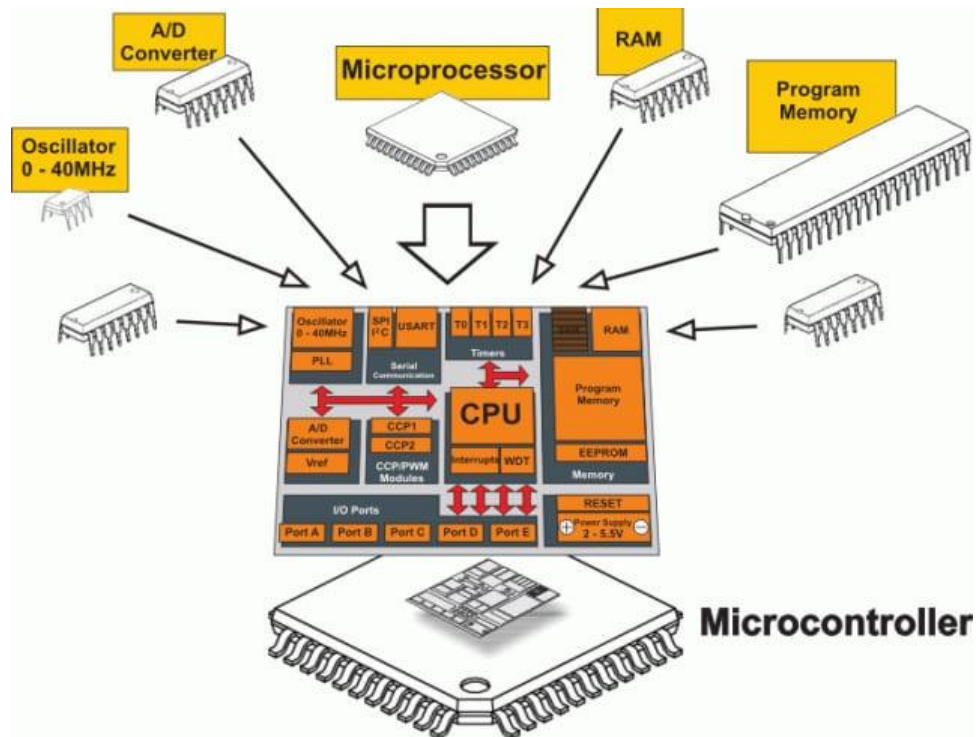 A/D
Converter
Microprocessor
RAM
Program
Memory
Oscillator
0 - 40MHz
Oscillator
0 - 40MHz
PLL
SPI
I²C
USART
Serial
Communication
T0
T1
T2
T3
Timers
RAM
Program
Memory
EEPROM
Memory
A/D
Converter
Vref
CCP1
CCP2
CCP/PWM
Modules
CPU
Interrupts
WDT
I/O Ports
Port A
Port B
Port C
Port D
Port E
RESET
+ Power Supply -
2 - 5.5V
Microcontroller